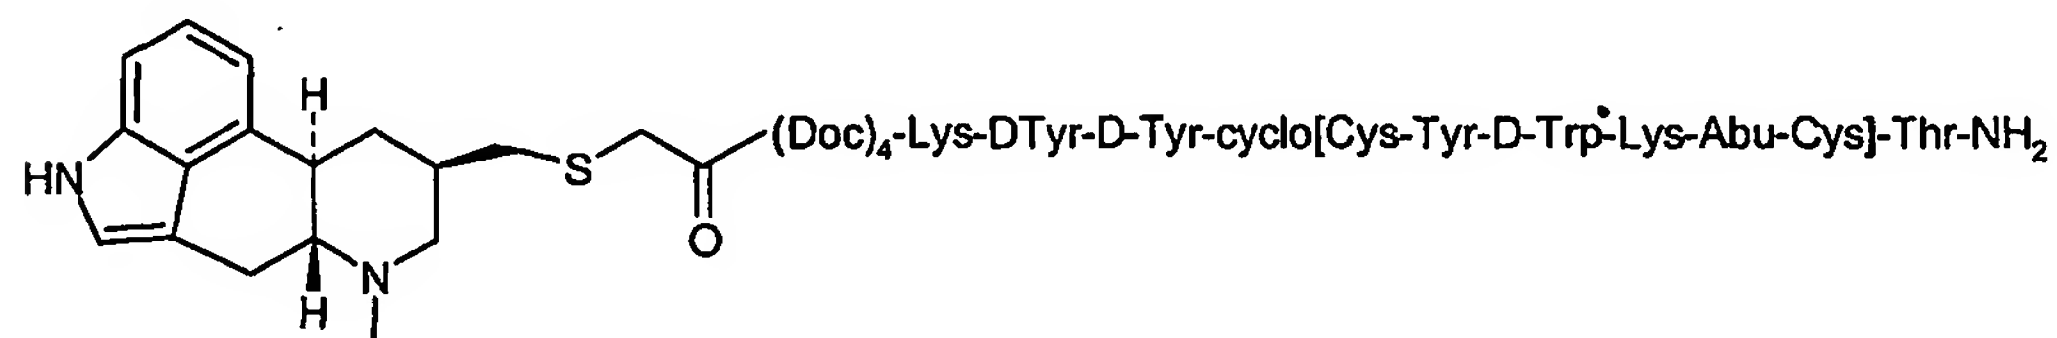 H
HN
N
H
S
O
(Doc)4-Lys-DTyr-D-Tyr-cyclo[Cys-Tyr-D-Trp-Lys-Abu-Cys]-Thr-NH2